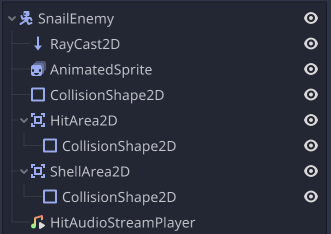 SnailEnemy
RayCast2D
AnimatedSprite
CollisionShape2D
HitArea2D
CollisionShape2D
ShellArea2D
CollisionShape2D
HitAudioStreamPlayer